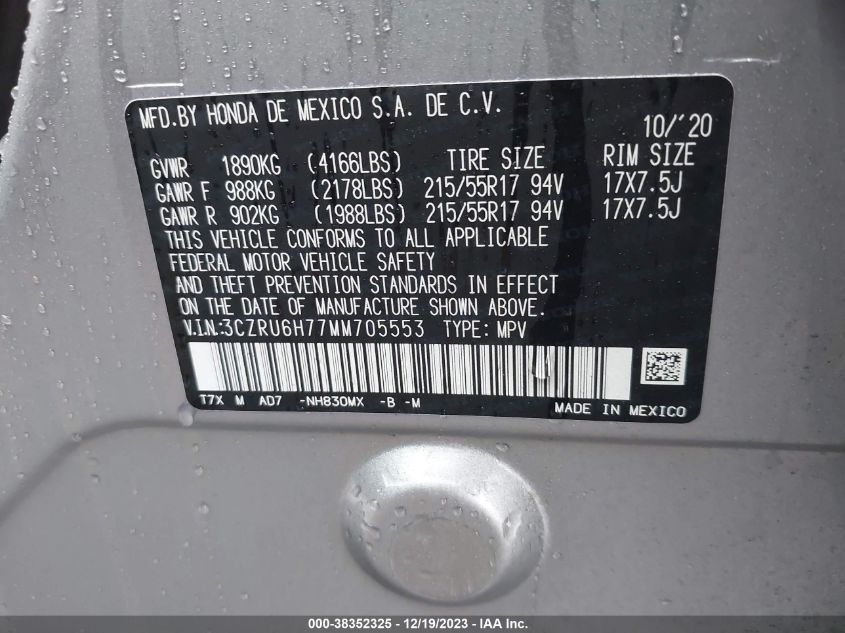 MFD.BY HONDA DE MEXICO S.A. DE C.V.
10/'20
GVWR 1890KG (4166LBS) TIRE SIZE RIM SIZE
GAWR F 988KG (2178LBS) 215/55R17 94V 17X7.5J
GAWR R 902KG (1988LBS) 215/55R17 94V 17X7.5J
THIS VEHICLE CONFORMS TO ALL APPLICABLE
FEDERAL MOTOR VEHICLE SAFETY
AND THEFT PREVENTION STANDARDS IN EFFECT
ON THE DATE OF MANUFACTURE SHOWN ABOVE.
V.I.N.:3CZRU6H77MM705553 TYPE: MPV
T7X M AD7 -NH830MX -B -M
MADE IN MEXICO
000-38352325 - 12/19/2023 - IAA Inc.